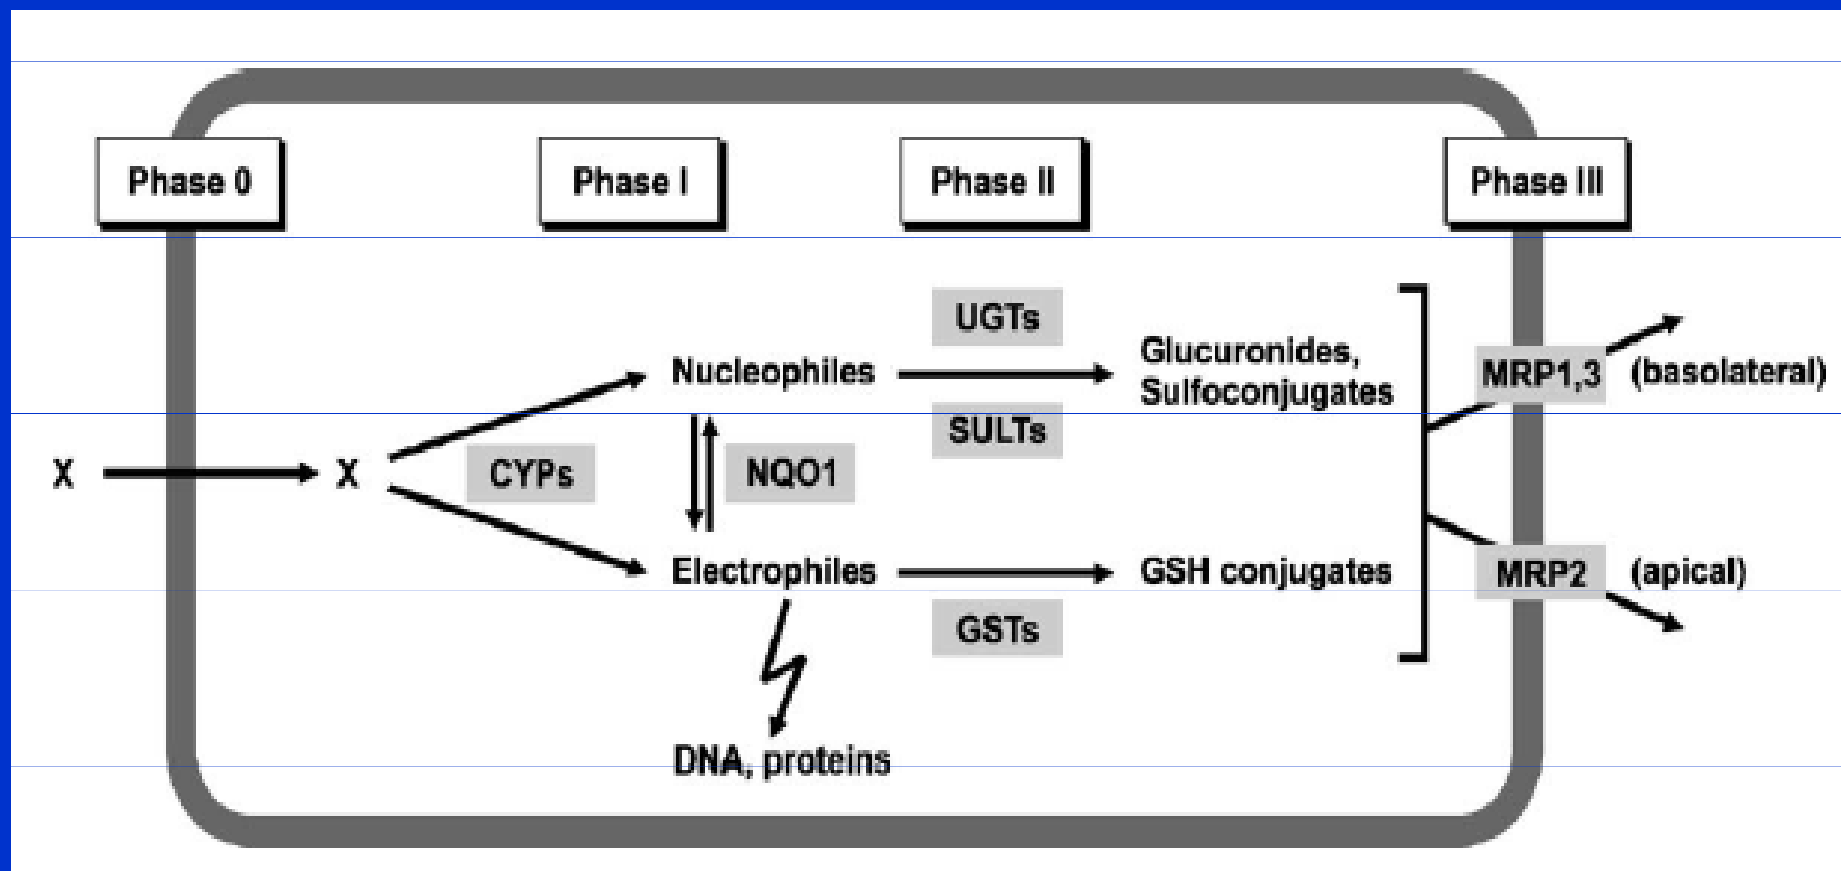 Phase 0
Phase I
Phase II
Phase III
UGTs
Nucleophiles
Glucuronides,
Sulfoconjugates
MRP1,3
(basolateral)
SULTs
X
X
CYPs
NQO1
Electrophiles
GSH conjugates
MRP2
(apical)
GSTs
DNA, proteins